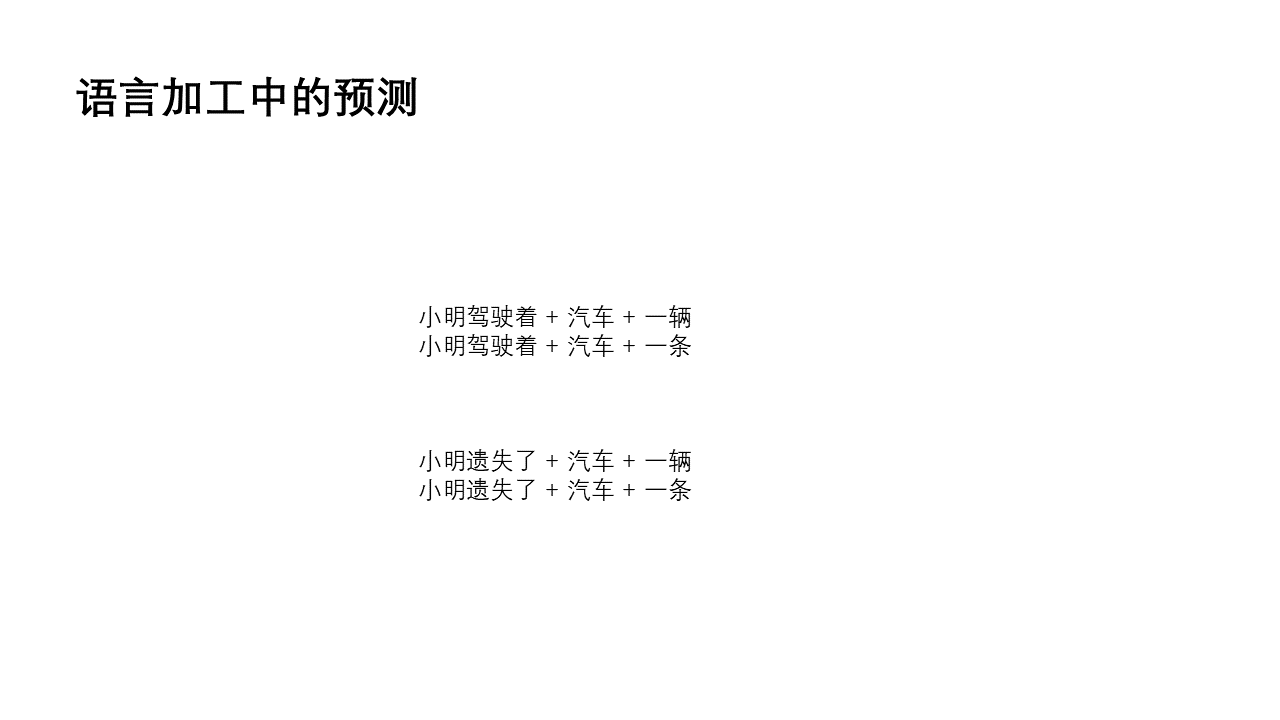 语言加工中的预测
小明驾驶着 + 汽车 + 一辆
小明驾驶着 + 汽车 + 一条
小明遗失了 + 汽车 + 一辆
小明遗失了 + 汽车 + 一条